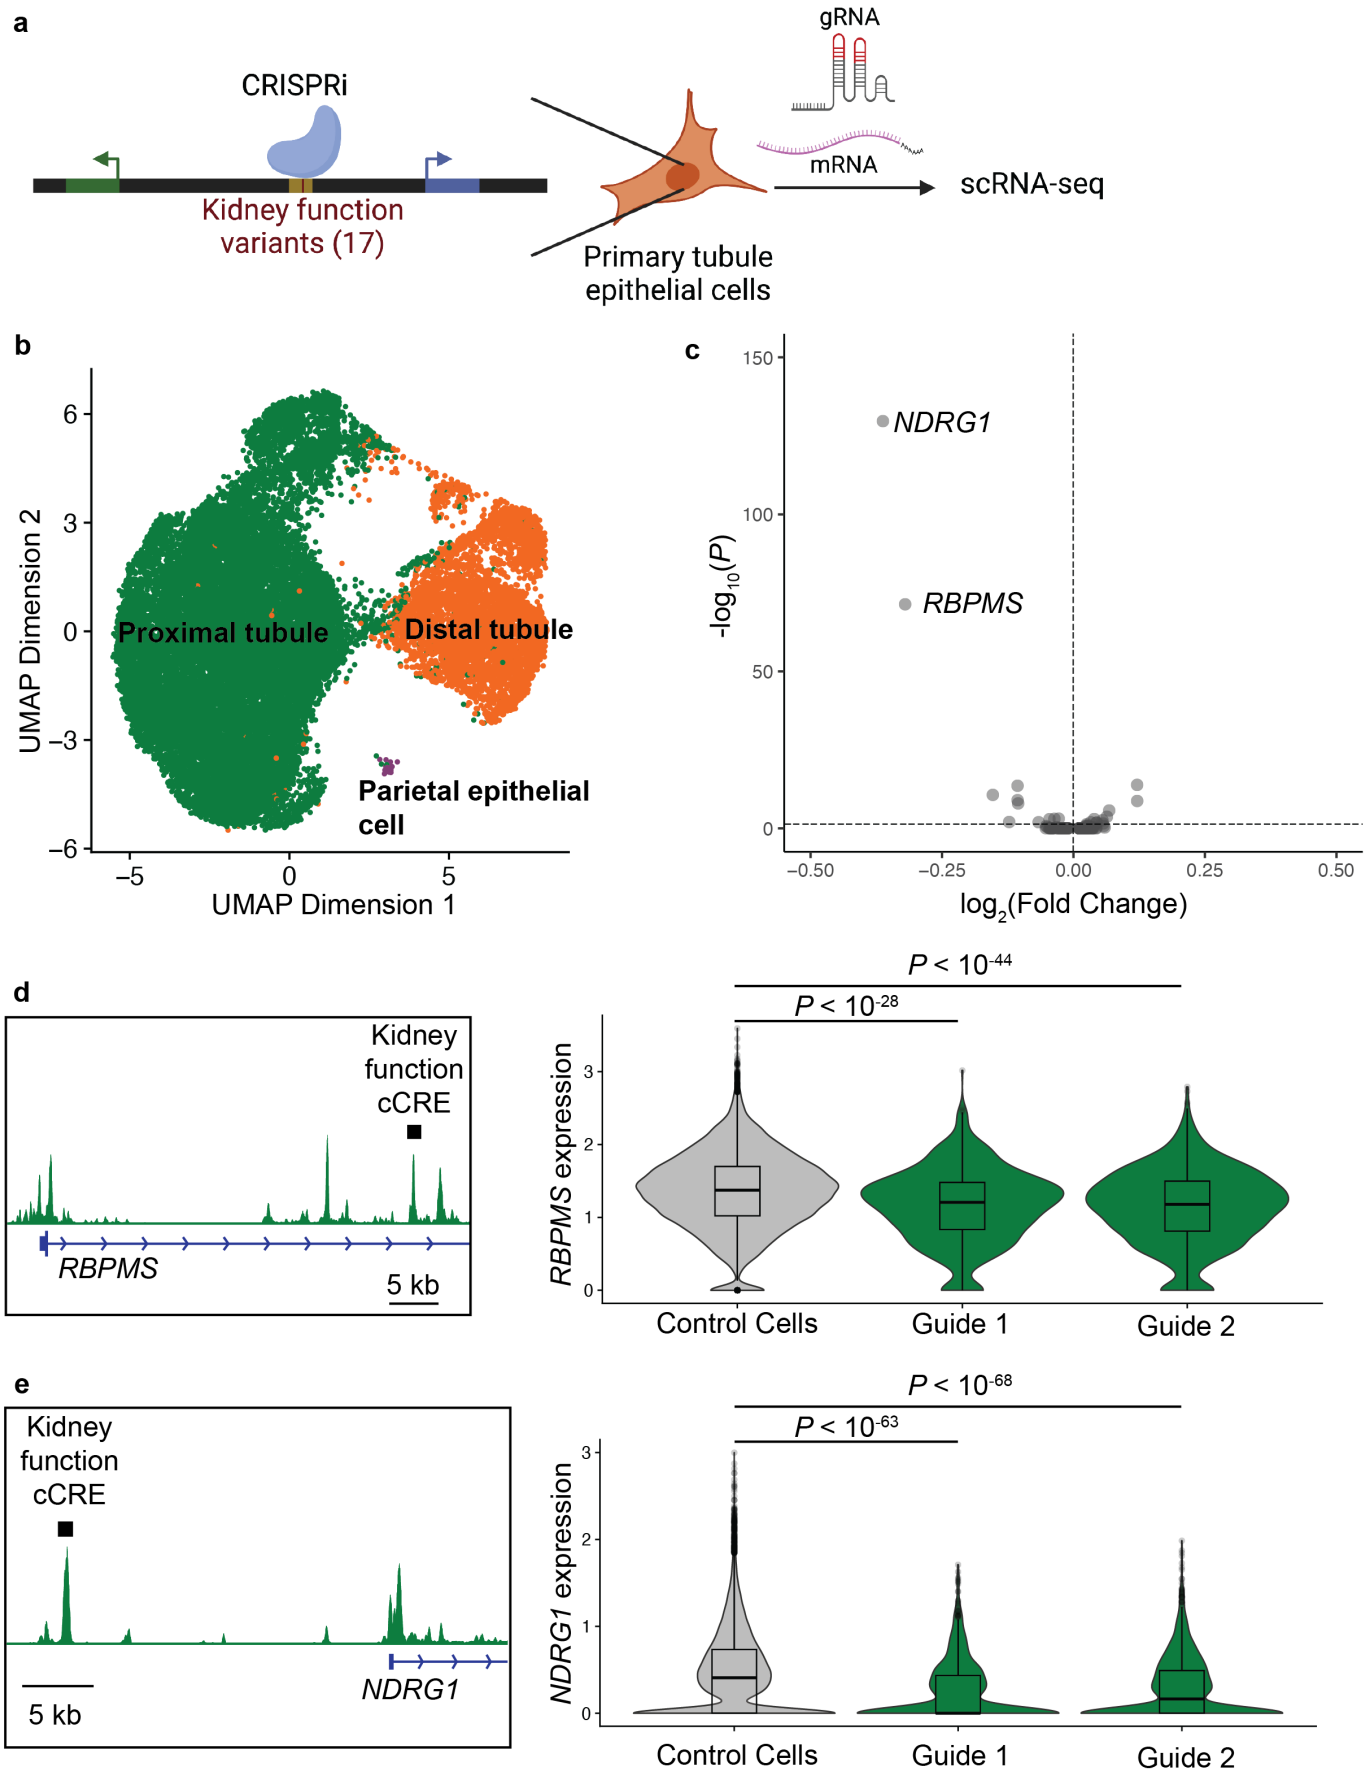 a
CRISPRi
gRNA
mRNA
scRNA-seq
Kidney function
variants (17)
Primary tubule
epithelial cells
b
UMAP Dimension 2
6
3
0
−3
−6
Proximal tubule
Distal tubule
Parietal epithelial
cell
−5
0
5
UMAP Dimension 1
c
-log10(P)
150
100
50
0
NDRG1
RBPMS
−0.50
−0.25
0.00
0.25
0.50
log2(Fold Change)
d
Kidney
function
cCRE
RBPMS
5 kb
P < 10-44
P < 10-28
RBPMS expression
3
2
1
0
Control Cells
Guide 1
Guide 2
e
Kidney
function
cCRE
NDRG1
5 kb
P < 10-68
P < 10-63
NDRG1 expression
3
2
1
0
Control Cells
Guide 1
Guide 2